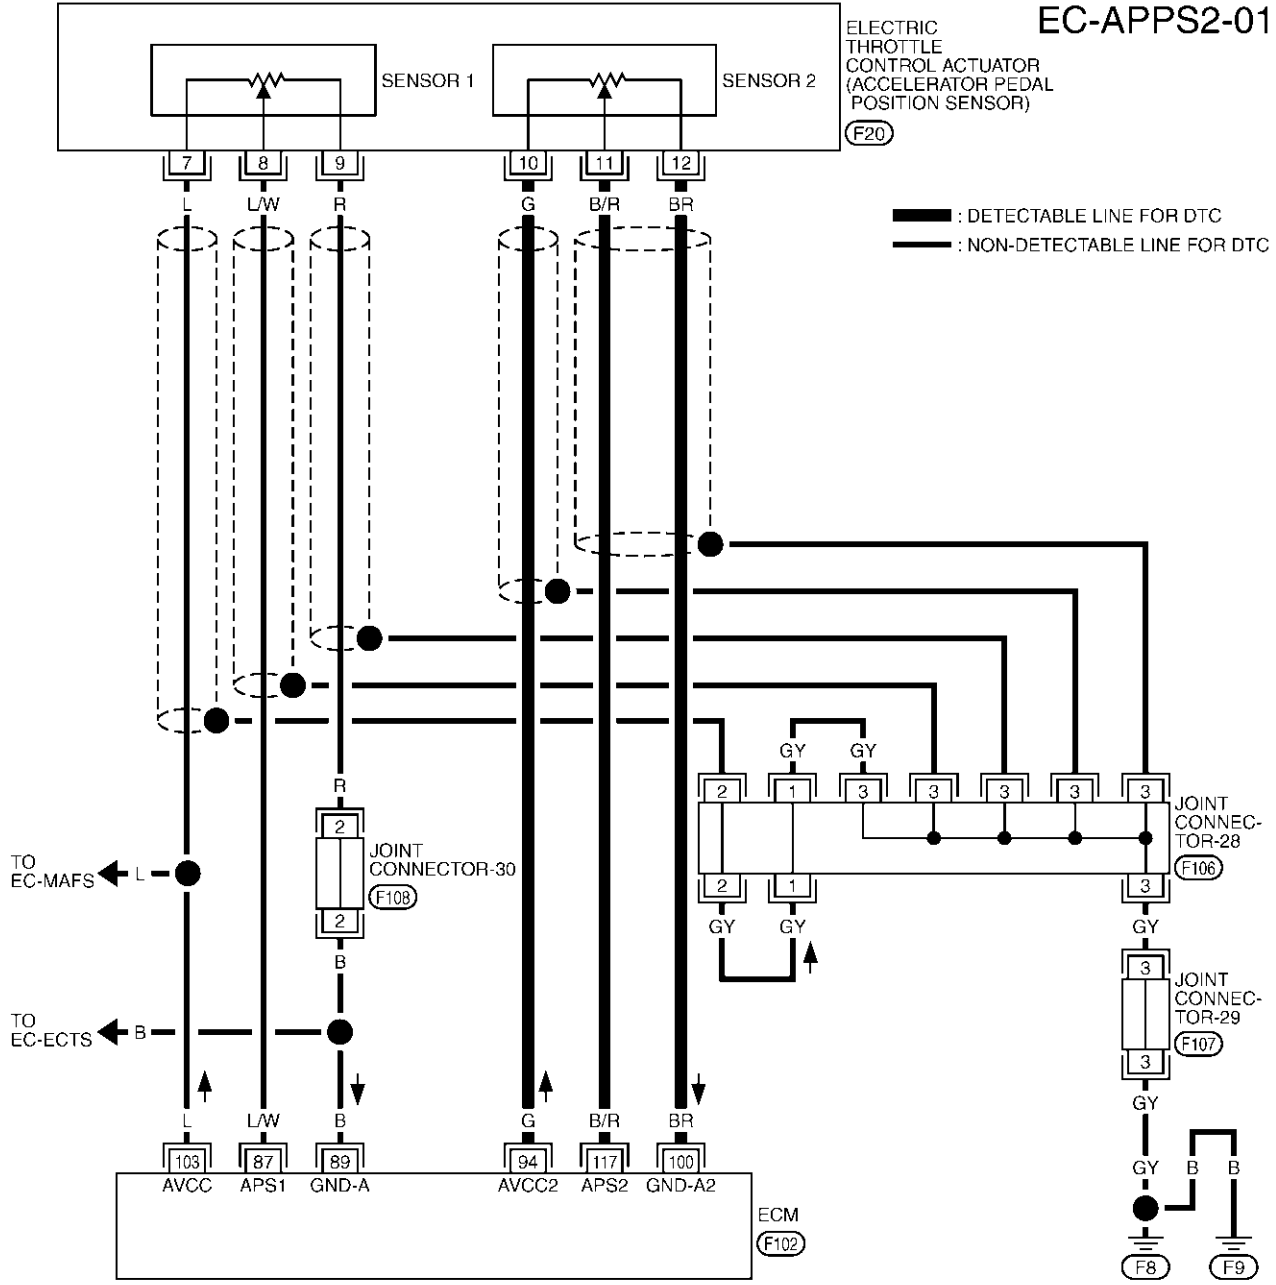 EC-APPS2-01
ELECTRIC
THROTTLE
CONTROL ACTUATOR
(ACCELERATOR PEDAL
POSITION SENSOR)
F20
SENSOR 1
SENSOR 2
7 8 9 10 11 12
L L/W R G B/R BR
: DETECTABLE LINE FOR DTC
: NON-DETECTABLE LINE FOR DTC
GY GY
R
2 1 3 3 3 3 3
2
JOINT
CONNECTOR-30
F108
2
JOINT
CONNEC-
TOR-28
F106
TO
EC-MAFS
L
2 1 3
GY GY GY
B
3
JOINT
CONNEC-
TOR-29
F107
3
TO
EC-ECTS
B
GY
L L/W B G B/R BR
103 87 89 94 117 100
AVCC APS1 GND-A AVCC2 APS2 GND-A2
GY B B
ECM
F102
F8 F9